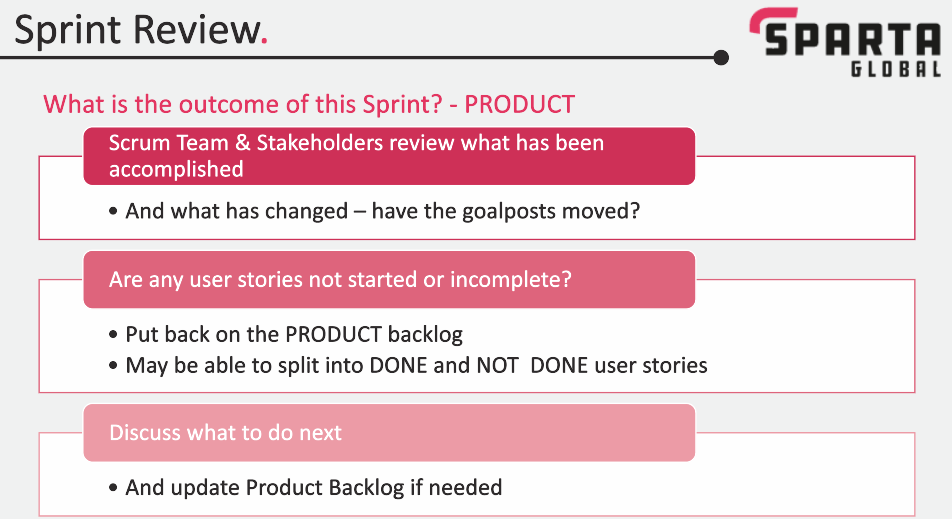 Sprint Review.
SPARTA
GLOBAL
What is the outcome of this Sprint? - PRODUCT
Scrum Team & Stakeholders review what has been
accomplished
• And what has changed – have the goalposts moved?
Are any user stories not started or incomplete?
• Put back on the PRODUCT backlog
• May be able to split into DONE and NOT  DONE user stories
Discuss what to do next
• And update Product Backlog if needed